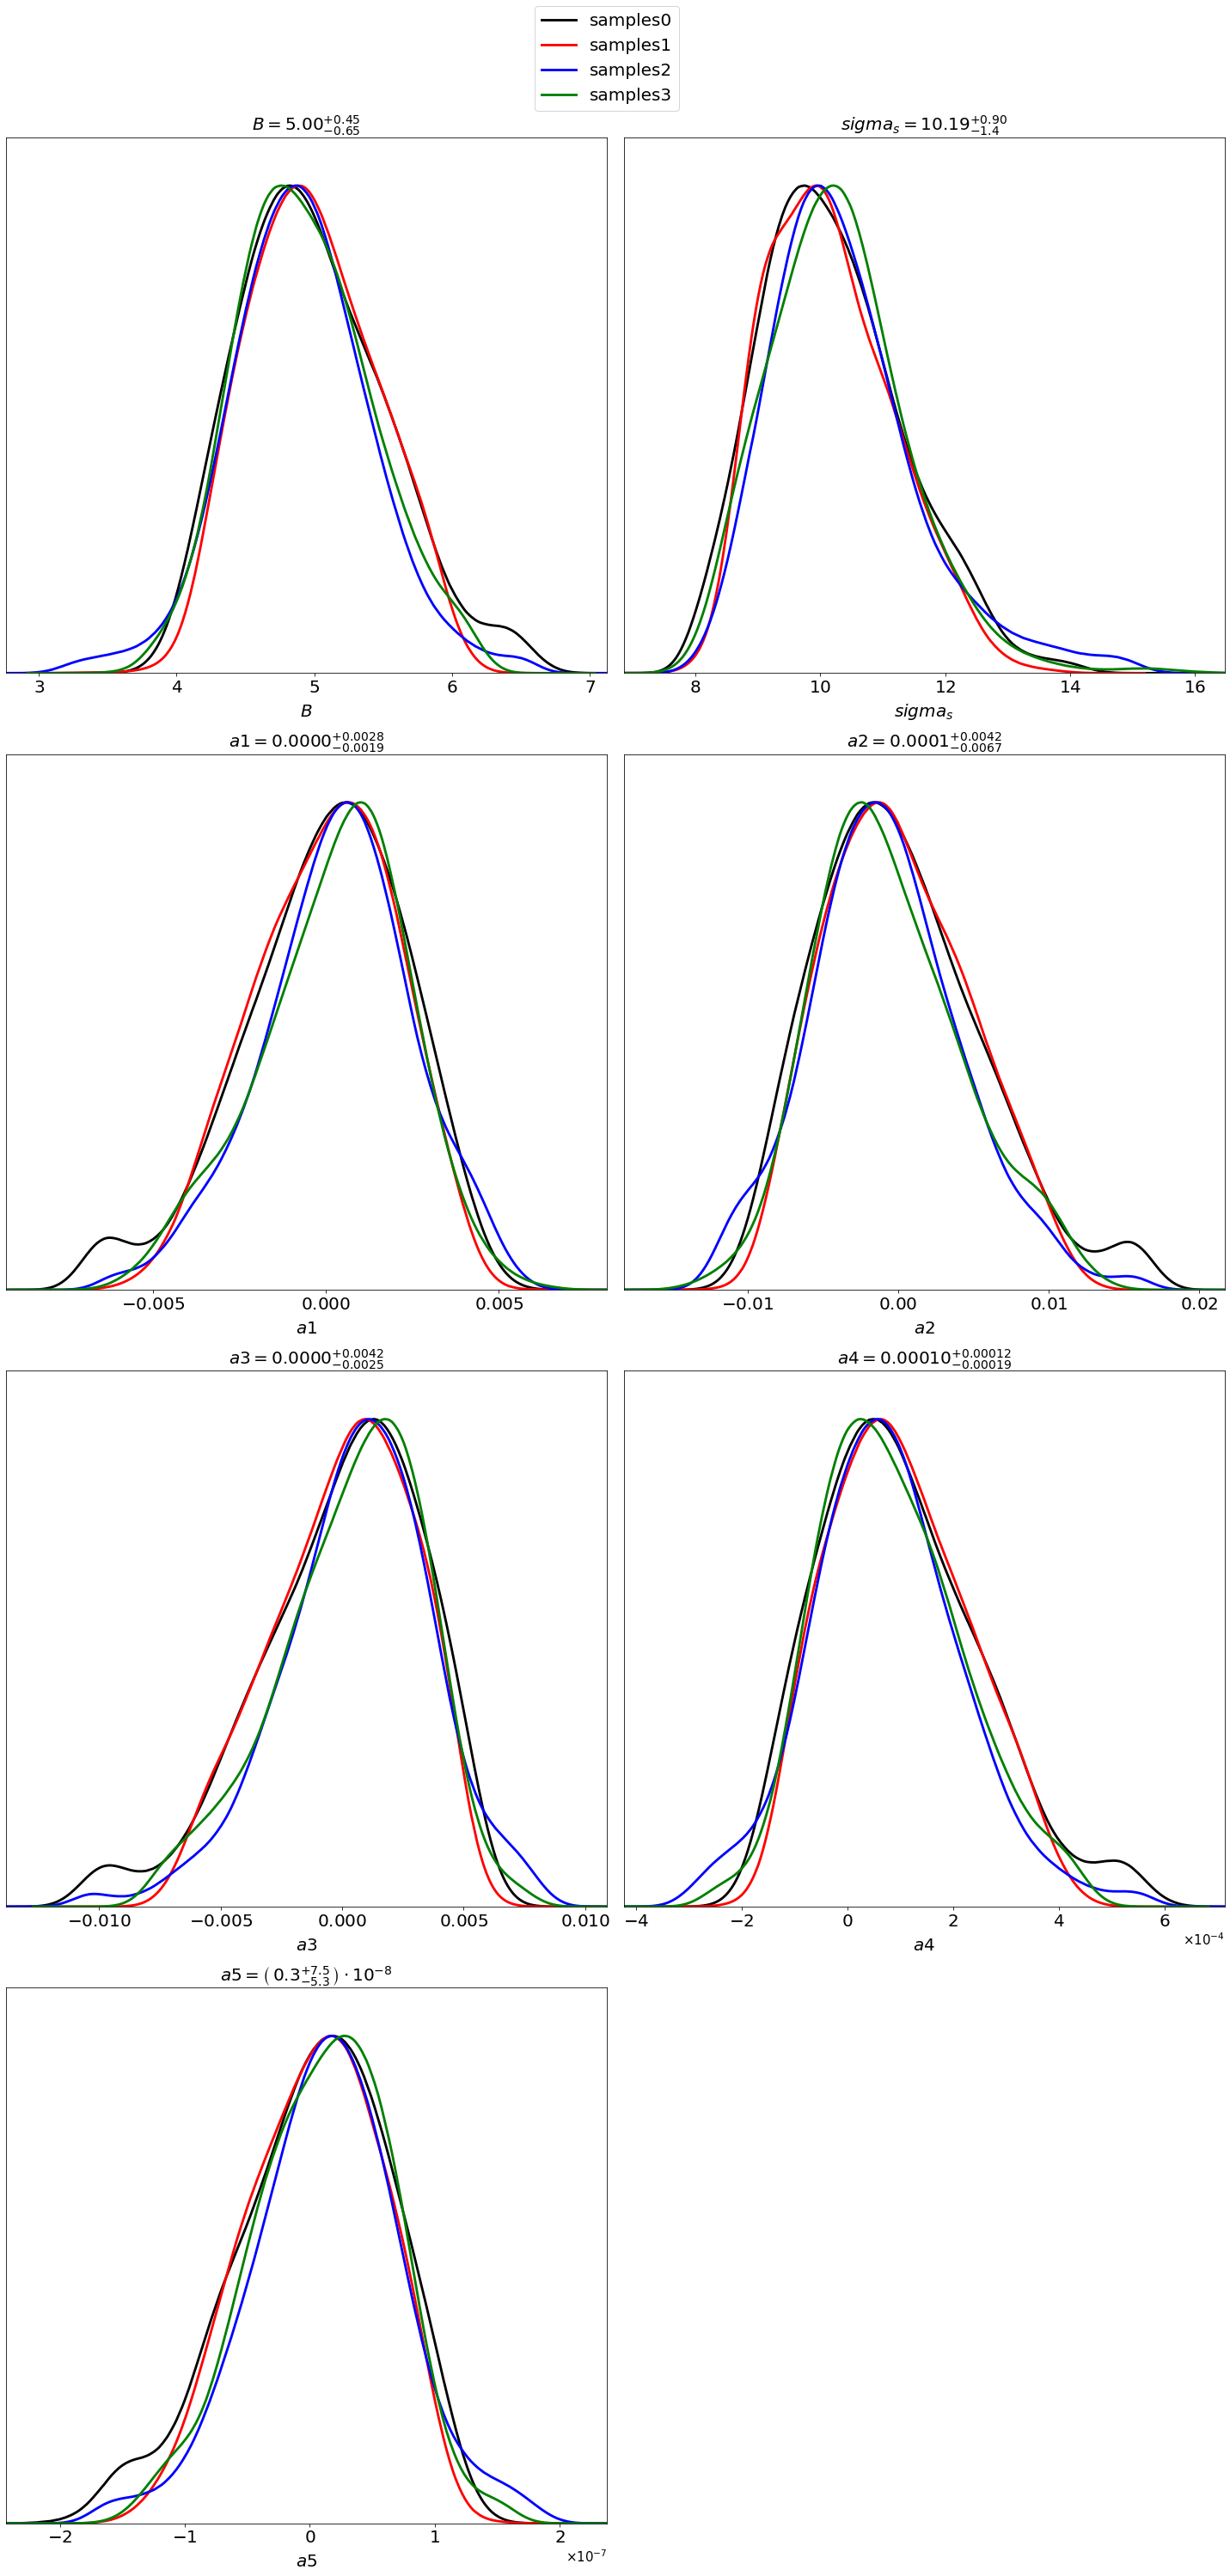 samples0
samples1
samples2
samples3
B = 5.00^{+0.45}_{-0.65}
sigma_s = 10.19^{+0.90}_{-1.4}
3 4 5 6 7
8 10 12 14 16
B
sigma_s
a1 = 0.0000^{+0.0028}_{-0.0019}
a2 = 0.0001^{+0.0042}_{-0.0067}
−0.005 0.000 0.005
−0.01 0.00 0.01 0.02
a1
a2
a3 = 0.0000^{+0.0042}_{-0.0025}
a4 = 0.00010^{+0.00012}_{-0.00019}
−0.010 −0.005 0.000 0.005 0.010
−4 −2 0 2 4 6
×10^{−4}
a3
a4
a5 = (0.3^{+7.5}_{-5.3}) · 10^{−8}
−2 −1 0 1 2
×10^{−7}
a5